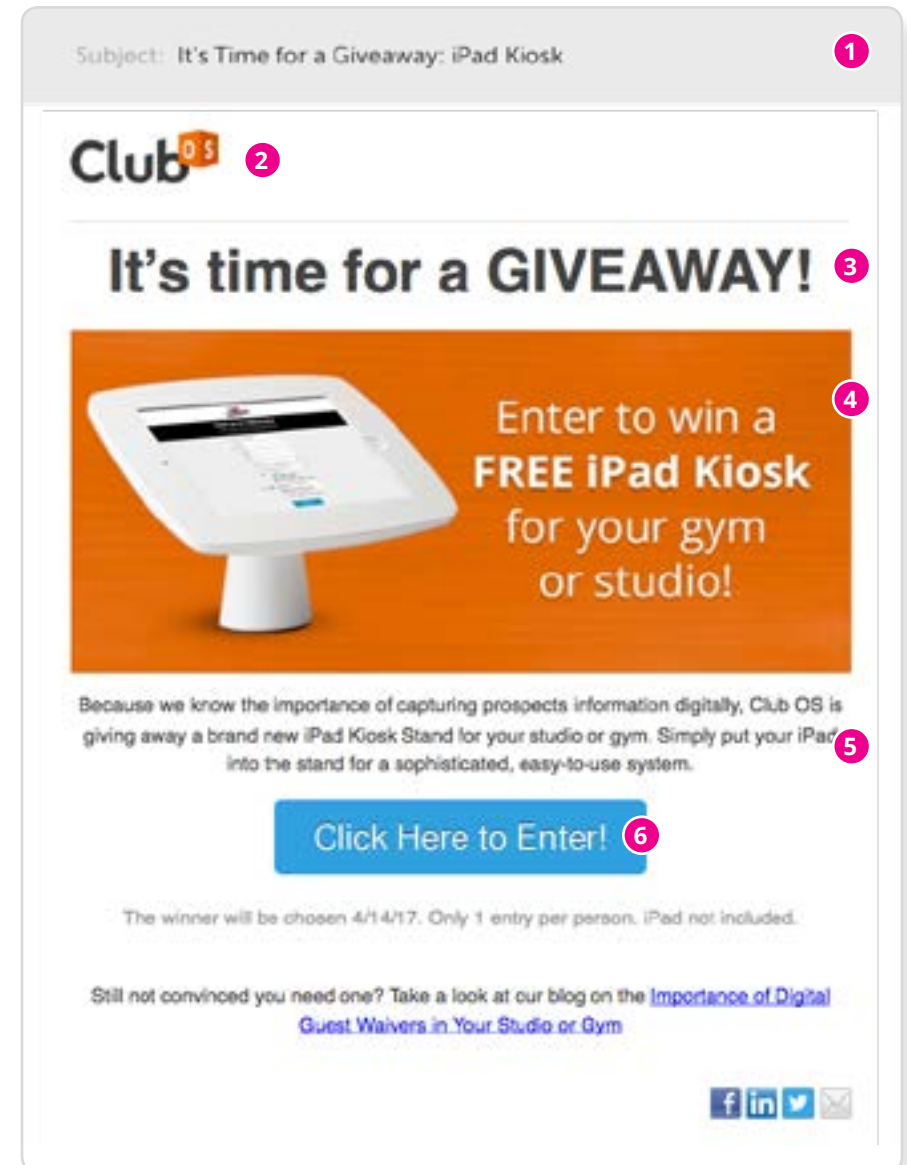 Subject: It's Time for a Giveaway: iPad Kiosk
1
Club OS
2
It's time for a GIVEAWAY!
3
Enter to win a
4
FREE iPad Kiosk
for your gym
or studio!
Because we know the importance of capturing prospects information digitally, Club OS is
giving away a brand new iPad Kiosk Stand for your studio or gym. Simply put your iPad
5
into the stand for a sophisticated, easy-to-use system.
Click Here to Enter!
6
The winner will be chosen 4/14/17. Only 1 entry per person. iPad not included.
Still not convinced you need one? Take a look at our blog on the Importance of Digital
Guest Waivers in Your Studio or Gym
f in